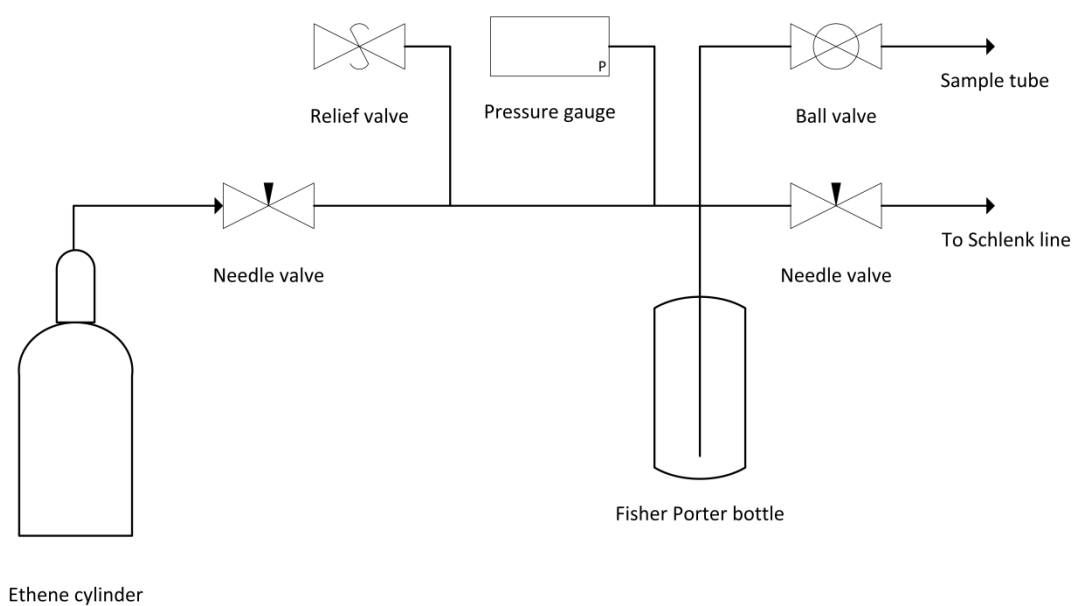 P
Sample tube
Relief valve
Pressure gauge
Ball valve
To Schlenk line
Needle valve
Needle valve
Fisher Porter bottle
Ethene cylinder